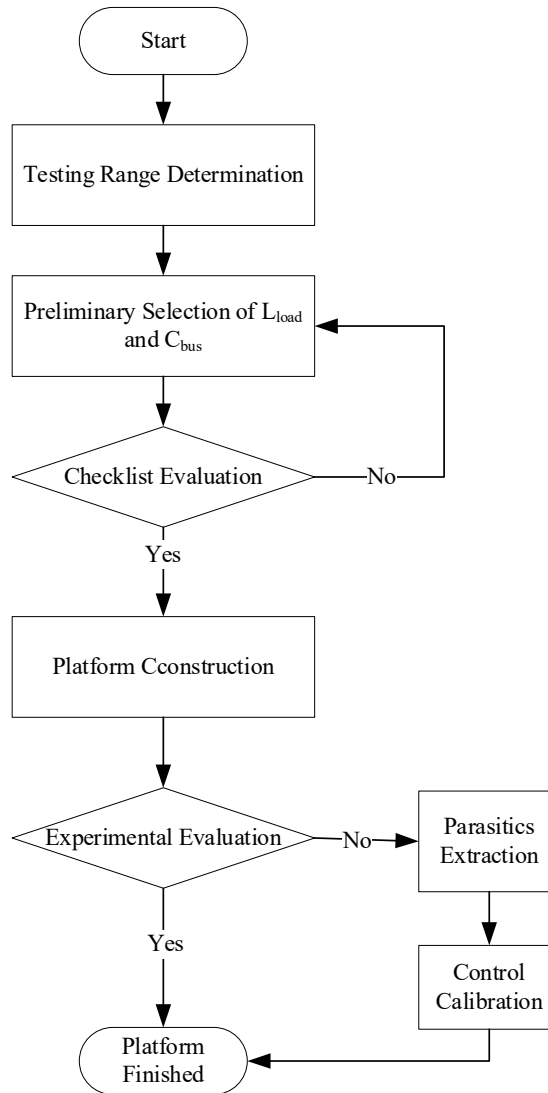 Start
Testing Range Determination
Preliminary Selection of Lload
and Cbus
Checklist Evaluation
No
Yes
Platform Cconstruction
Experimental Evaluation
No
Parasitics
Extraction
Yes
Control
Calibration
Platform
Finished